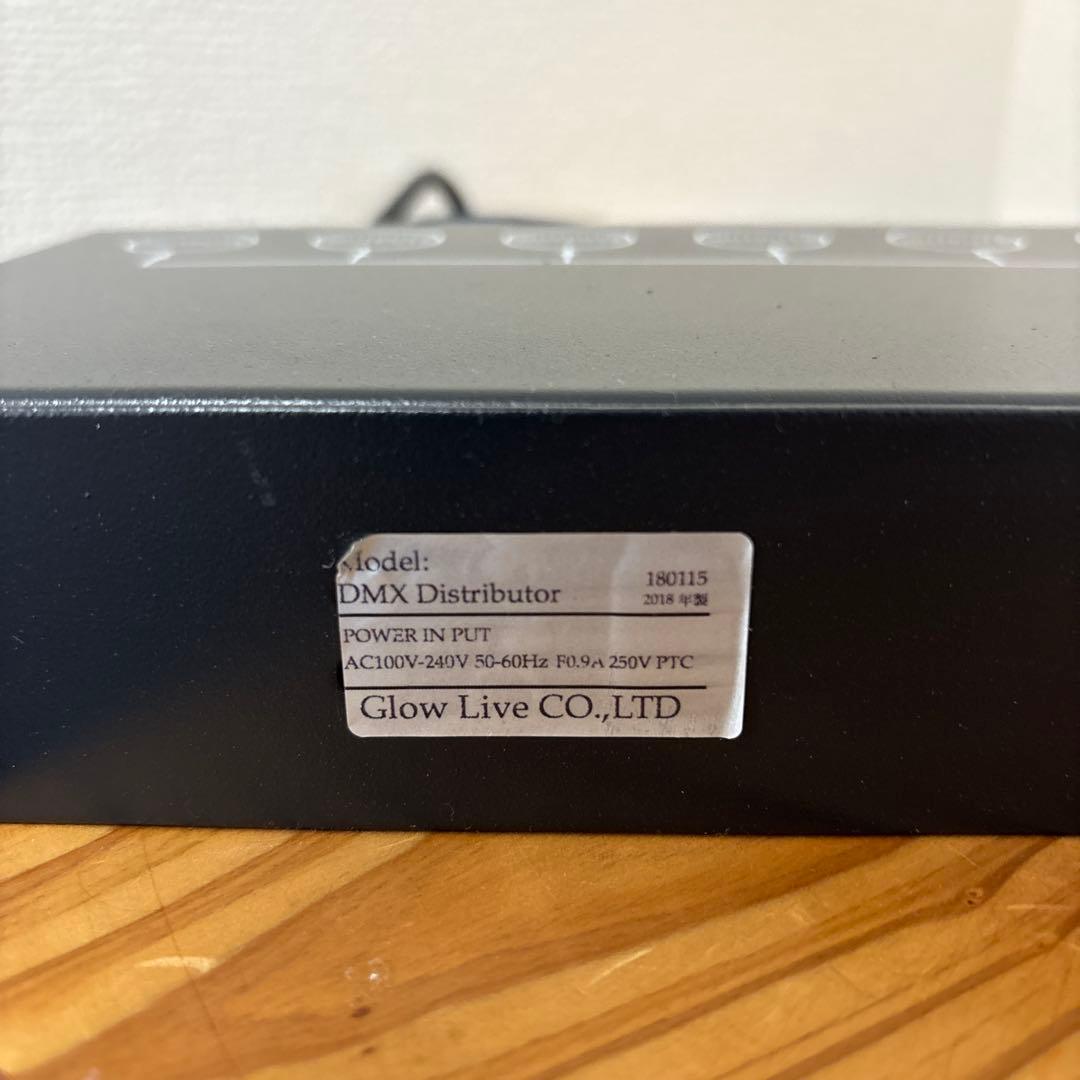 Model:
DMX Distributor 180115
2018 年製
POWER IN PUT
AC100V-240V 50-60Hz F0.9A 250V PTC
Glow Live CO.,LTD